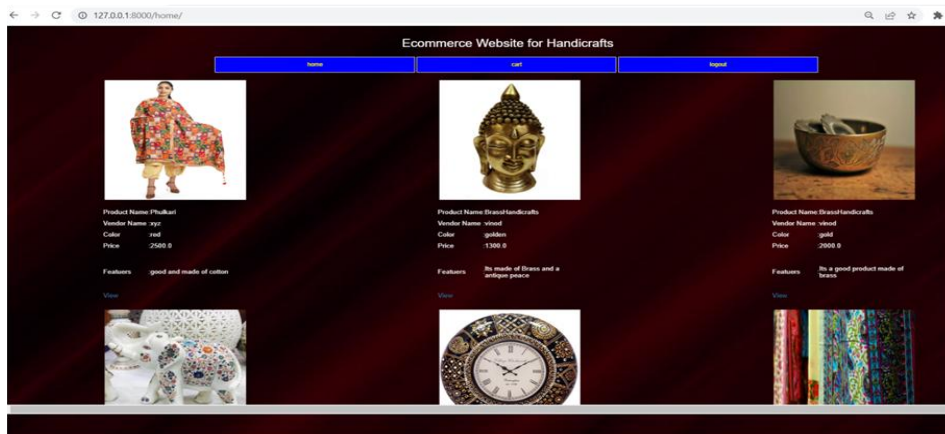 127.0.0.1:8000/home/
Ecommerce Website for Handicrafts
home cart logout
Product Name:Phulkari
Vendor Name :xyz
Color :red
Price :2500.0
Featuers :good and made of cotton
View
Product Name:BrassHandicrafts
Vendor Name :vinod
Color :golden
Price :1300.0
Featuers :Its made of Brass and a
antique peace
View
Product Name:BrassHandicrafts
Vendor Name :vinod
Color :gold
Price :2000.0
Featuers :Its a good product made of
brass
View